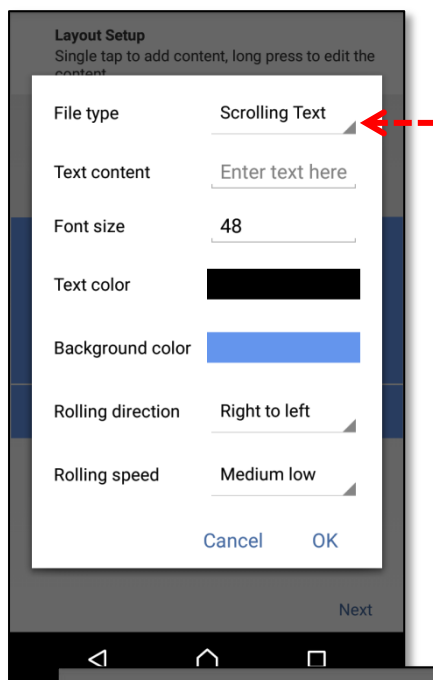 Layout Setup
Single tap to add content, long press to edit the
content
File type Scrolling Text
Text content Enter text here
Font size 48
Text color
Background color
Rolling direction Right to left
Rolling speed Medium low
Cancel OK
Next